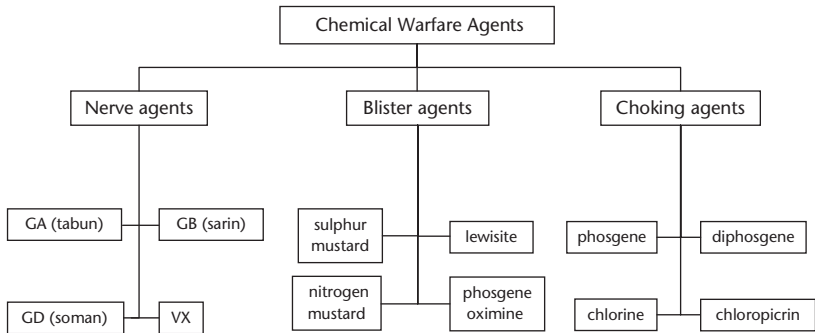 Chemical Warfare Agents
Nerve agents
Blister agents
Choking agents
GA (tabun)
GB (sarin)
GD (soman)
VX
sulphur
mustard
lewisite
nitrogen
mustard
phosgene
oximine
phosgene
diphosgene
chlorine
chloropicrin